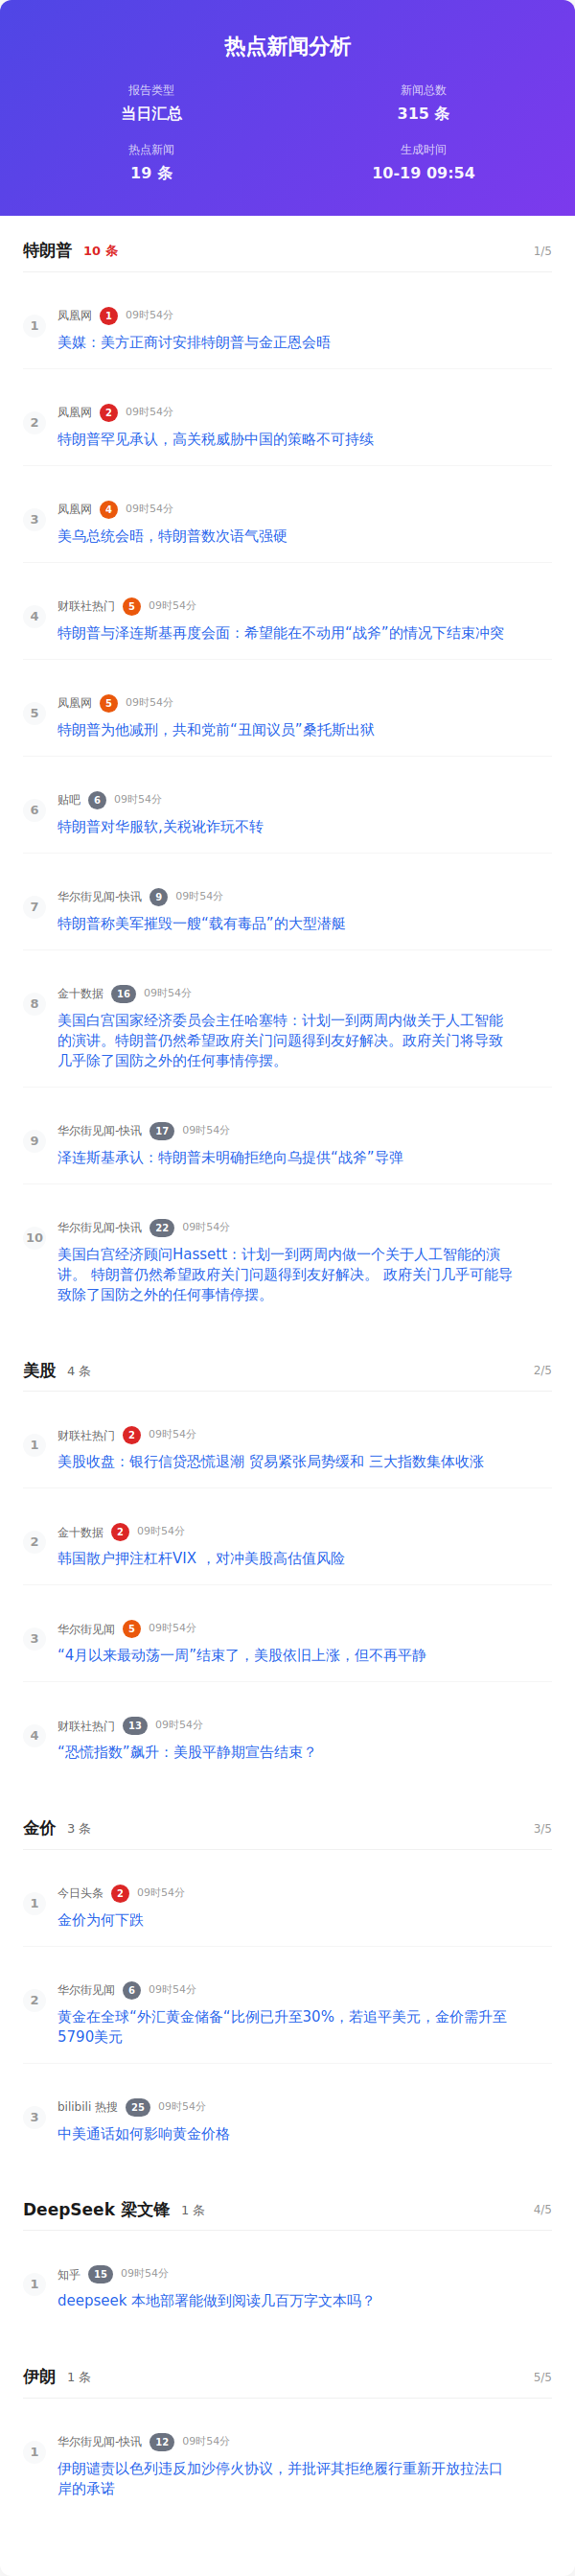 热点新闻分析
报告类型
当日汇总
新闻总数
315 条
热点新闻
19 条
生成时间
10-19 09:54
特朗普 10 条 1/5
1 凤凰网 1 09时54分
美媒：美方正商讨安排特朗普与金正恩会晤
2 凤凰网 2 09时54分
特朗普罕见承认，高关税威胁中国的策略不可持续
3 凤凰网 4 09时54分
美乌总统会晤，特朗普数次语气强硬
4 财联社热门 5 09时54分
特朗普与泽连斯基再度会面：希望能在不动用“战斧”的情况下结束冲突
5 凤凰网 5 09时54分
特朗普为他减刑，共和党前“丑闻议员”桑托斯出狱
6 贴吧 6 09时54分
特朗普对华服软,关税讹诈玩不转
7 华尔街见闻-快讯 9 09时54分
特朗普称美军摧毁一艘“载有毒品”的大型潜艇
8 金十数据 16 09时54分
美国白宫国家经济委员会主任哈塞特：计划一到两周内做关于人工智能
的演讲。特朗普仍然希望政府关门问题得到友好解决。政府关门将导致
几乎除了国防之外的任何事情停摆。
9 华尔街见闻-快讯 17 09时54分
泽连斯基承认：特朗普未明确拒绝向乌提供“战斧”导弹
10 华尔街见闻-快讯 22 09时54分
美国白宫经济顾问Hassett：计划一到两周内做一个关于人工智能的演
讲。 特朗普仍然希望政府关门问题得到友好解决。 政府关门几乎可能导
致除了国防之外的任何事情停摆。
美股 4 条 2/5
1 财联社热门 2 09时54分
美股收盘：银行信贷恐慌退潮 贸易紧张局势缓和 三大指数集体收涨
2 金十数据 2 09时54分
韩国散户押注杠杆VIX ，对冲美股高估值风险
3 华尔街见闻 5 09时54分
“4月以来最动荡一周”结束了，美股依旧上涨，但不再平静
4 财联社热门 13 09时54分
“恐慌指数”飙升：美股平静期宣告结束？
金价 3 条 3/5
1 今日头条 2 09时54分
金价为何下跌
2 华尔街见闻 6 09时54分
黄金在全球“外汇黄金储备“比例已升至30%，若追平美元，金价需升至
5790美元
3 bilibili 热搜 25 09时54分
中美通话如何影响黄金价格
DeepSeek 梁文锋 1 条 4/5
1 知乎 15 09时54分
deepseek 本地部署能做到阅读几百万字文本吗？
伊朗 1 条 5/5
1 华尔街见闻-快讯 12 09时54分
伊朗谴责以色列违反加沙停火协议，并批评其拒绝履行重新开放拉法口
岸的承诺